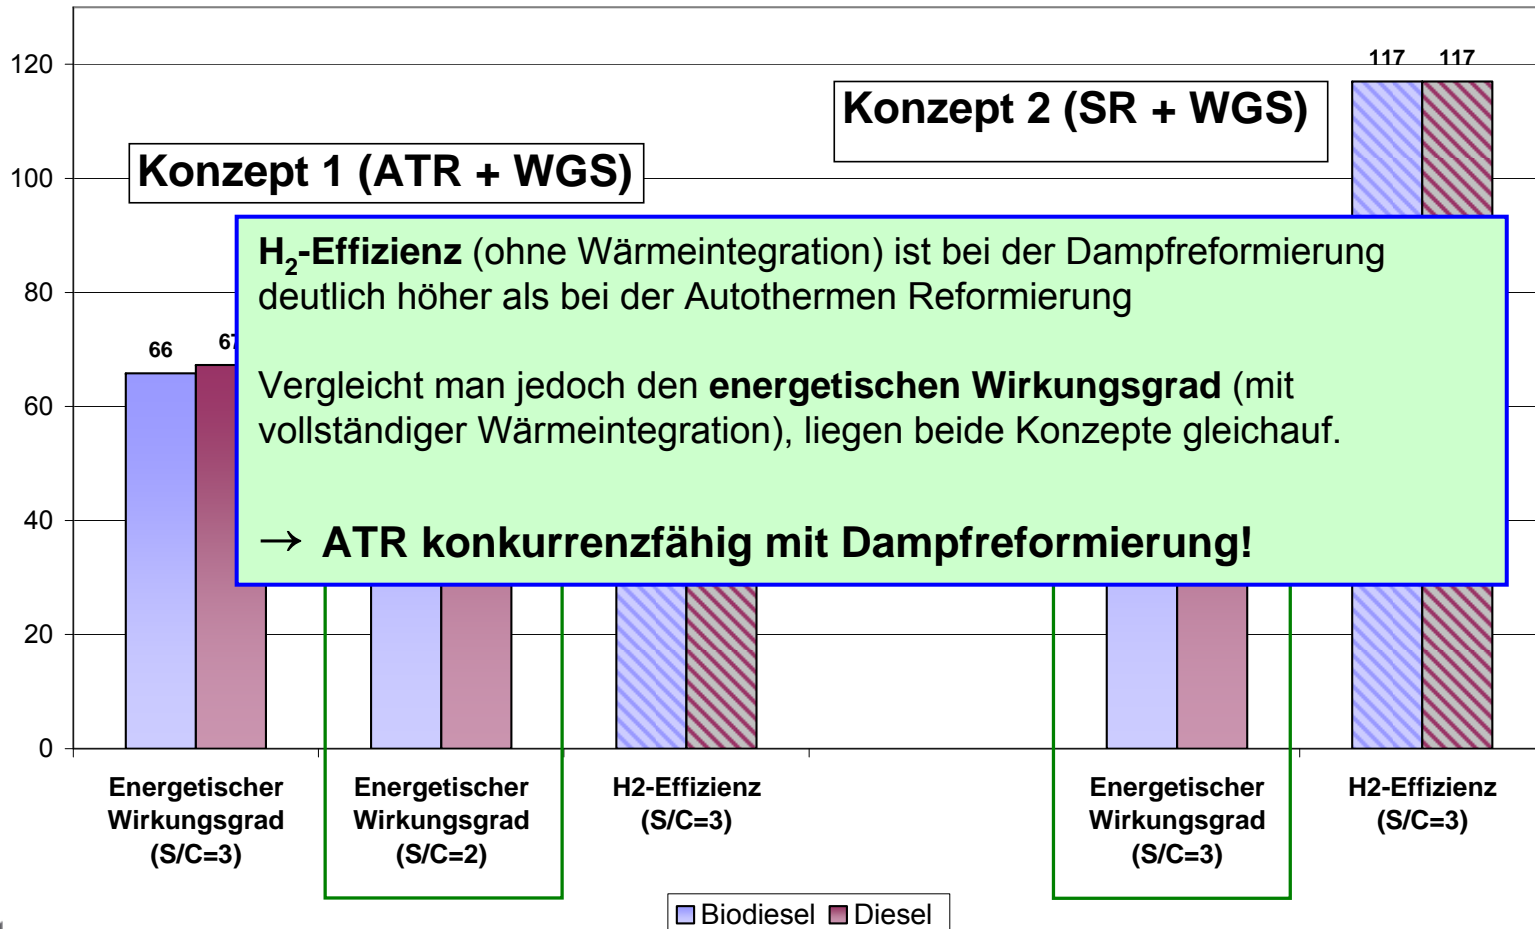 120
100
80
60
40
20
0
117 117
Konzept 2 (SR + WGS)
Konzept 1 (ATR + WGS)
66 67
H₂-Effizienz (ohne Wärmeintegration) ist bei der Dampfreformierung
deutlich höher als bei der Autothermen Reformierung
Vergleicht man jedoch den energetischen Wirkungsgrad (mit
vollständiger Wärmeintegration), liegen beide Konzepte gleichauf.
→ ATR konkurrenzfähig mit Dampfreformierung!
Energetischer
Wirkungsgrad
(S/C=3)
Energetischer
Wirkungsgrad
(S/C=2)
H2-Effizienz
(S/C=3)
Energetischer
Wirkungsgrad
(S/C=3)
H2-Effizienz
(S/C=3)
Biodiesel Diesel